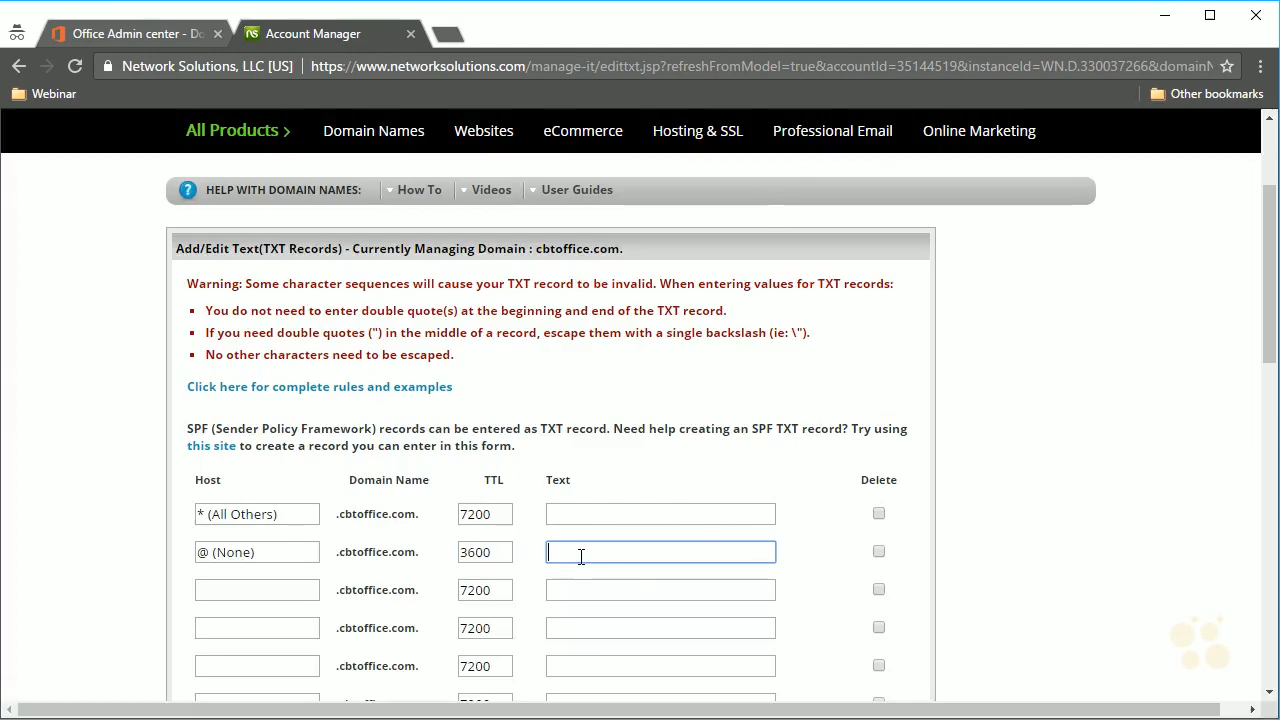 Office Admin center - Do
Account Manager
Network Solutions, LLC [US]
https://www.networksolutions.com/manage-it/edittxt.jsp?refreshFromModel=true&accountId=35144519&instanceId=WN.D.330037266&domainN
Webinar
Other bookmarks
All Products
Domain Names
Websites
eCommerce
Hosting & SSL
Professional Email
Online Marketing
? HELP WITH DOMAIN NAMES:
How To
Videos
User Guides
Add/Edit Text(TXT Records) - Currently Managing Domain : cbtoffice.com.
Warning: Some character sequences will cause your TXT record to be invalid. When entering values for TXT records:
You do not need to enter double quote(s) at the beginning and end of the TXT record.
If you need double quotes (") in the middle of a record, escape them with a single backslash (ie: \").
No other characters need to be escaped.
Click here for complete rules and examples
SPF (Sender Policy Framework) records can be entered as TXT record. Need help creating an SPF TXT record? Try using
this site to create a record you can enter in this form.
Host Domain Name TTL Text Delete
* (All Others) .cbtoffice.com. 7200
@ (None) .cbtoffice.com. 3600
.cbtoffice.com. 7200
.cbtoffice.com. 7200
.cbtoffice.com. 7200